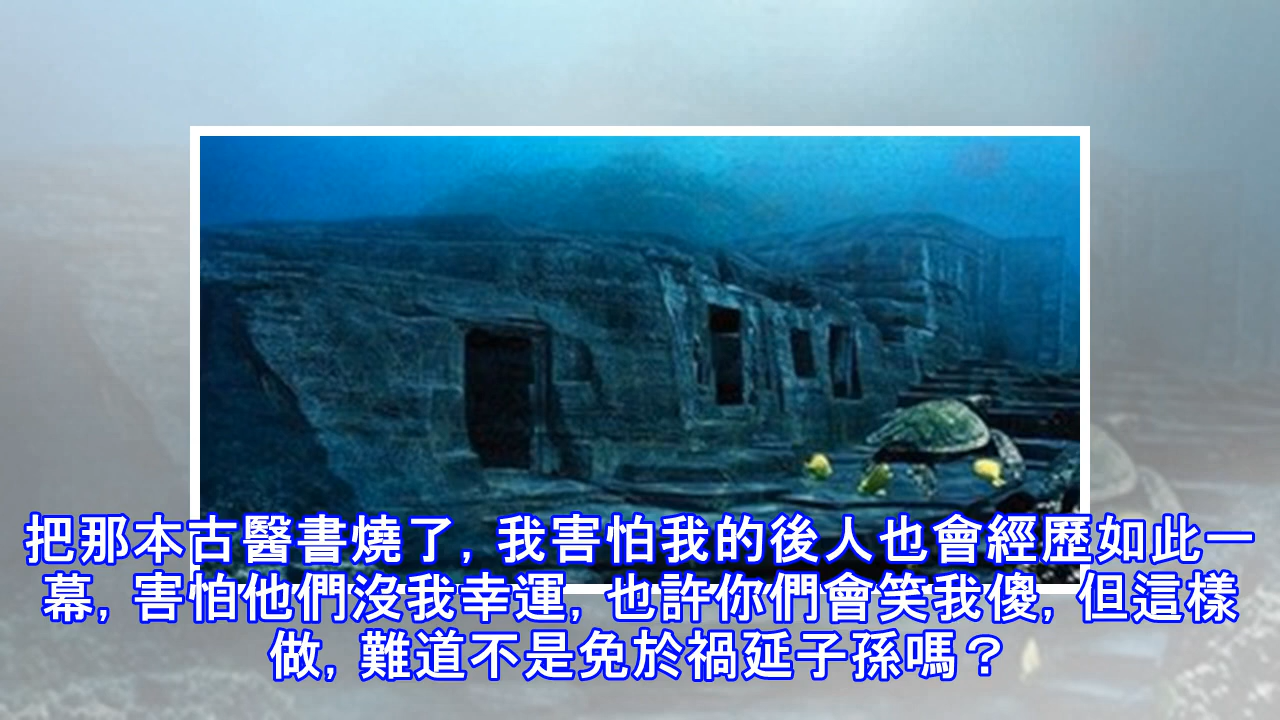 把那本古醫書燒了, 我害怕我的後人也會經歷如此一
幕, 害怕他們沒我幸運, 也許你們會笑我傻, 但這樣
做, 難道不是免於禍延子孫嗎？